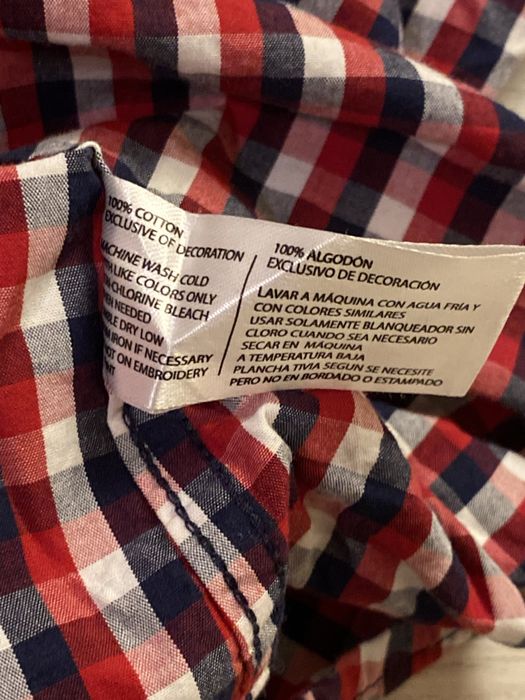 100% COTTON
EXCLUSIVE OF DECORATION
MACHINE WASH COLD
LIKE COLORS ONLY
CHLORINE BLEACH
NEEDED
DRY LOW
IRON IF NECESSARY
NOT ON EMBROIDERY
100% ALGODÓN
EXCLUSIVO DE DECORACIÓN
LAVAR A MÁQUINA CON AGUA FRÍA Y
CON COLORES SIMILARES
USAR SOLAMENTE BLANQUEADOR SIN
CLORO CUANDO SEA NECESARIO
SECAR EN MÁQUINA
A TEMPERATURA BAJA
PLANCHA TIVIA SEGUN SE NECESITE
PERO NO EN BORDADO O ESTAMPADO